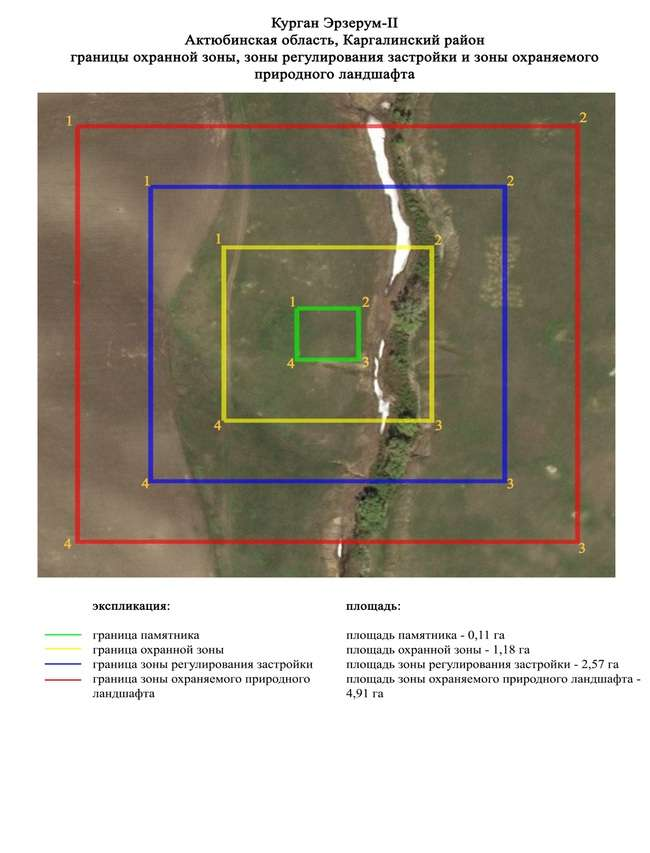 Курган Эрзерум-II
Актюбинская область, Каргалинский район
границы охранной зоны, зоны регулирования застройки и зоны охраняемого
природного ландшафта
1 2
1 2
1 2
1 2
4 3
4 3
4 3
4 3
экспликация: площадь:
граница памятника площадь памятника - 0,11 га
граница охранной зоны площадь охранной зоны - 1,18 га
граница зоны регулирования застройки площадь зоны регулирования застройки - 2,57 га
граница зоны охраняемого природного площадь зоны охраняемого природного ландшафта -
ландшафта 4,91 га